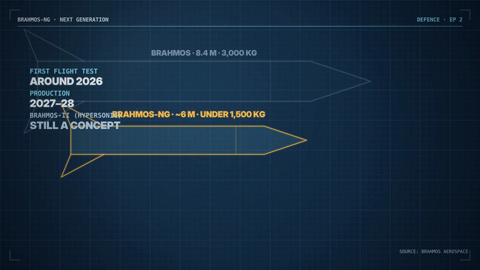 BRAHMOS-NG · NEXT GENERATION
DEFENCE · EP 2
BRAHMOS · 8.4 M · 3,000 KG
FIRST FLIGHT TEST
AROUND 2026
PRODUCTION
2027–28
BRAHMOS-NG · ~6 M · UNDER 1,500 KG
BRAHMOS-II (HYPERSONIC
STILL A CONCEPT
SOURCE: BRAHMOS AEROSPACE